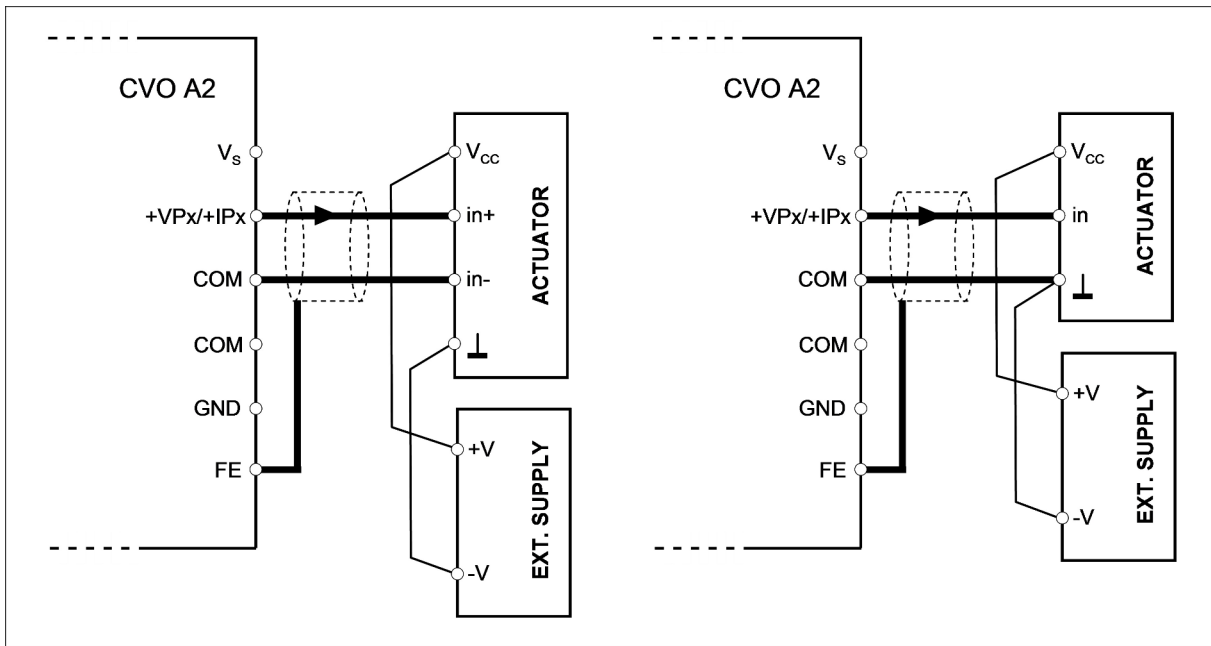 CVO A2
Vs
+VPx/+IPx
COM
COM
GND
FE
Vcc
in+
in-
ACTUATOR
+V
-V
EXT. SUPPLY
CVO A2
Vs
+VPx/+IPx
COM
COM
GND
FE
Vcc
in
ACTUATOR
+V
-V
EXT. SUPPLY